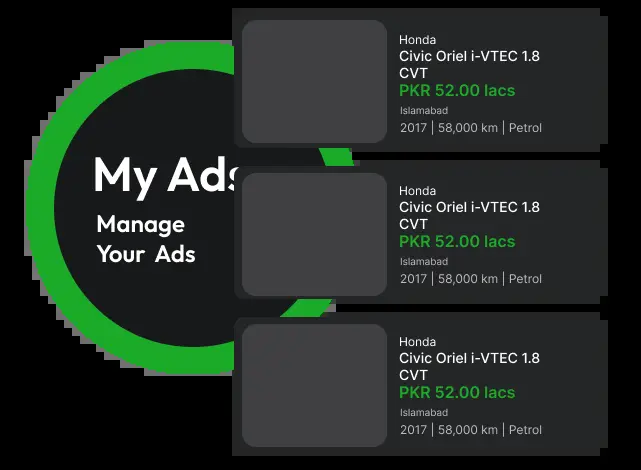 My Ads
Manage
Your Ads
Honda
Civic Oriel i-VTEC 1.8
CVT
PKR 52.00 lacs
Islamabad
2017 | 58,000 km | Petrol
Honda
Civic Oriel i-VTEC 1.8
CVT
PKR 52.00 lacs
Islamabad
2017 | 58,000 km | Petrol
Honda
Civic Oriel i-VTEC 1.8
CVT
PKR 52.00 lacs
Islamabad
2017 | 58,000 km | Petrol